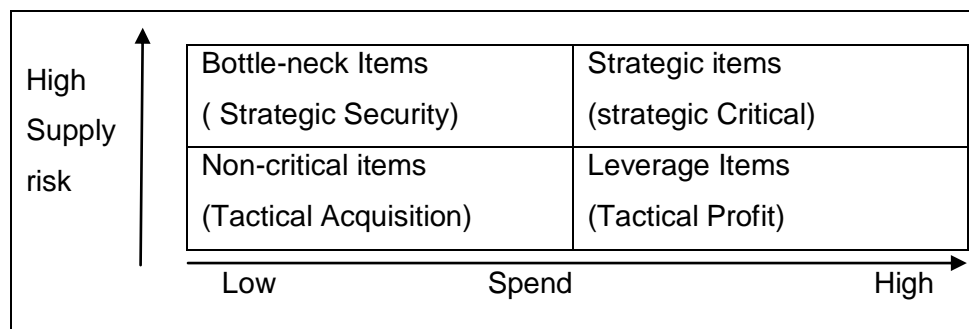 High
Supply
risk
Bottle-neck Items
( Strategic Security)
Strategic items
(strategic Critical)
Non-critical items
(Tactical Acquisition)
Leverage Items
(Tactical Profit)
Low Spend High